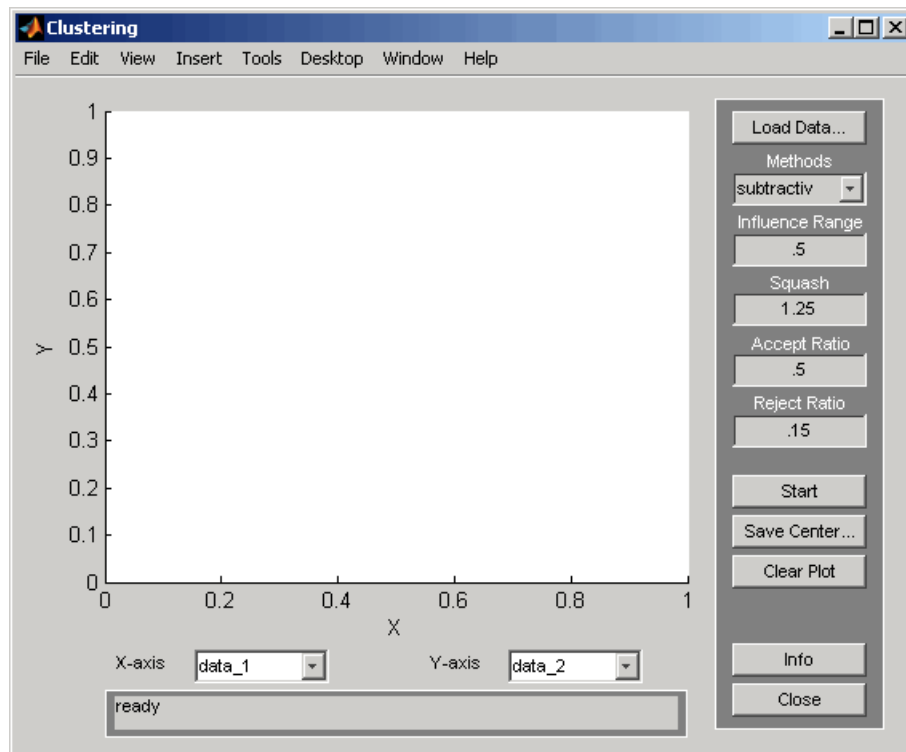 Clustering
File Edit View Insert Tools Desktop Window Help
1
0.9
0.8
0.7
0.6
0.5
0.4
0.3
0.2
0.1
0
Y
0 0.2 0.4 0.6 0.8 1
X
X-axis data_1 Y-axis data_2
ready
Load Data...
Methods
subtractiv
Influence Range
.5
Squash
1.25
Accept Ratio
.5
Reject Ratio
.15
Start
Save Center...
Clear Plot
Info
Close